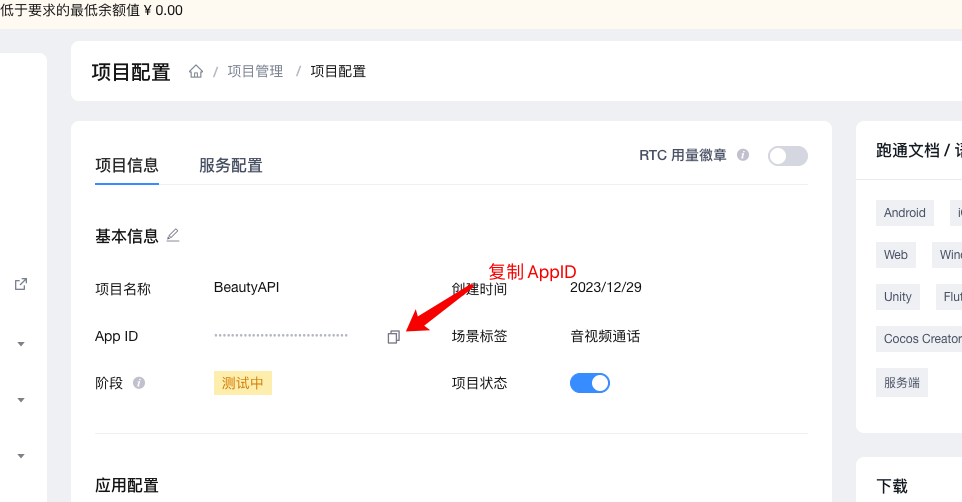 低于要求的最低余额值 ¥ 0.00
项目配置 / 项目管理 / 项目配置
项目信息 服务配置 RTC 用量徽章
跑通文档 /
基本信息
Android
Web
Unity
Cocos Creator
服务端
复制 AppID
项目名称 BeautyAPI 创建时间 2023/12/29
App ID 场景标签 音视频通话
阶段 测试中 项目状态
应用配置
下载